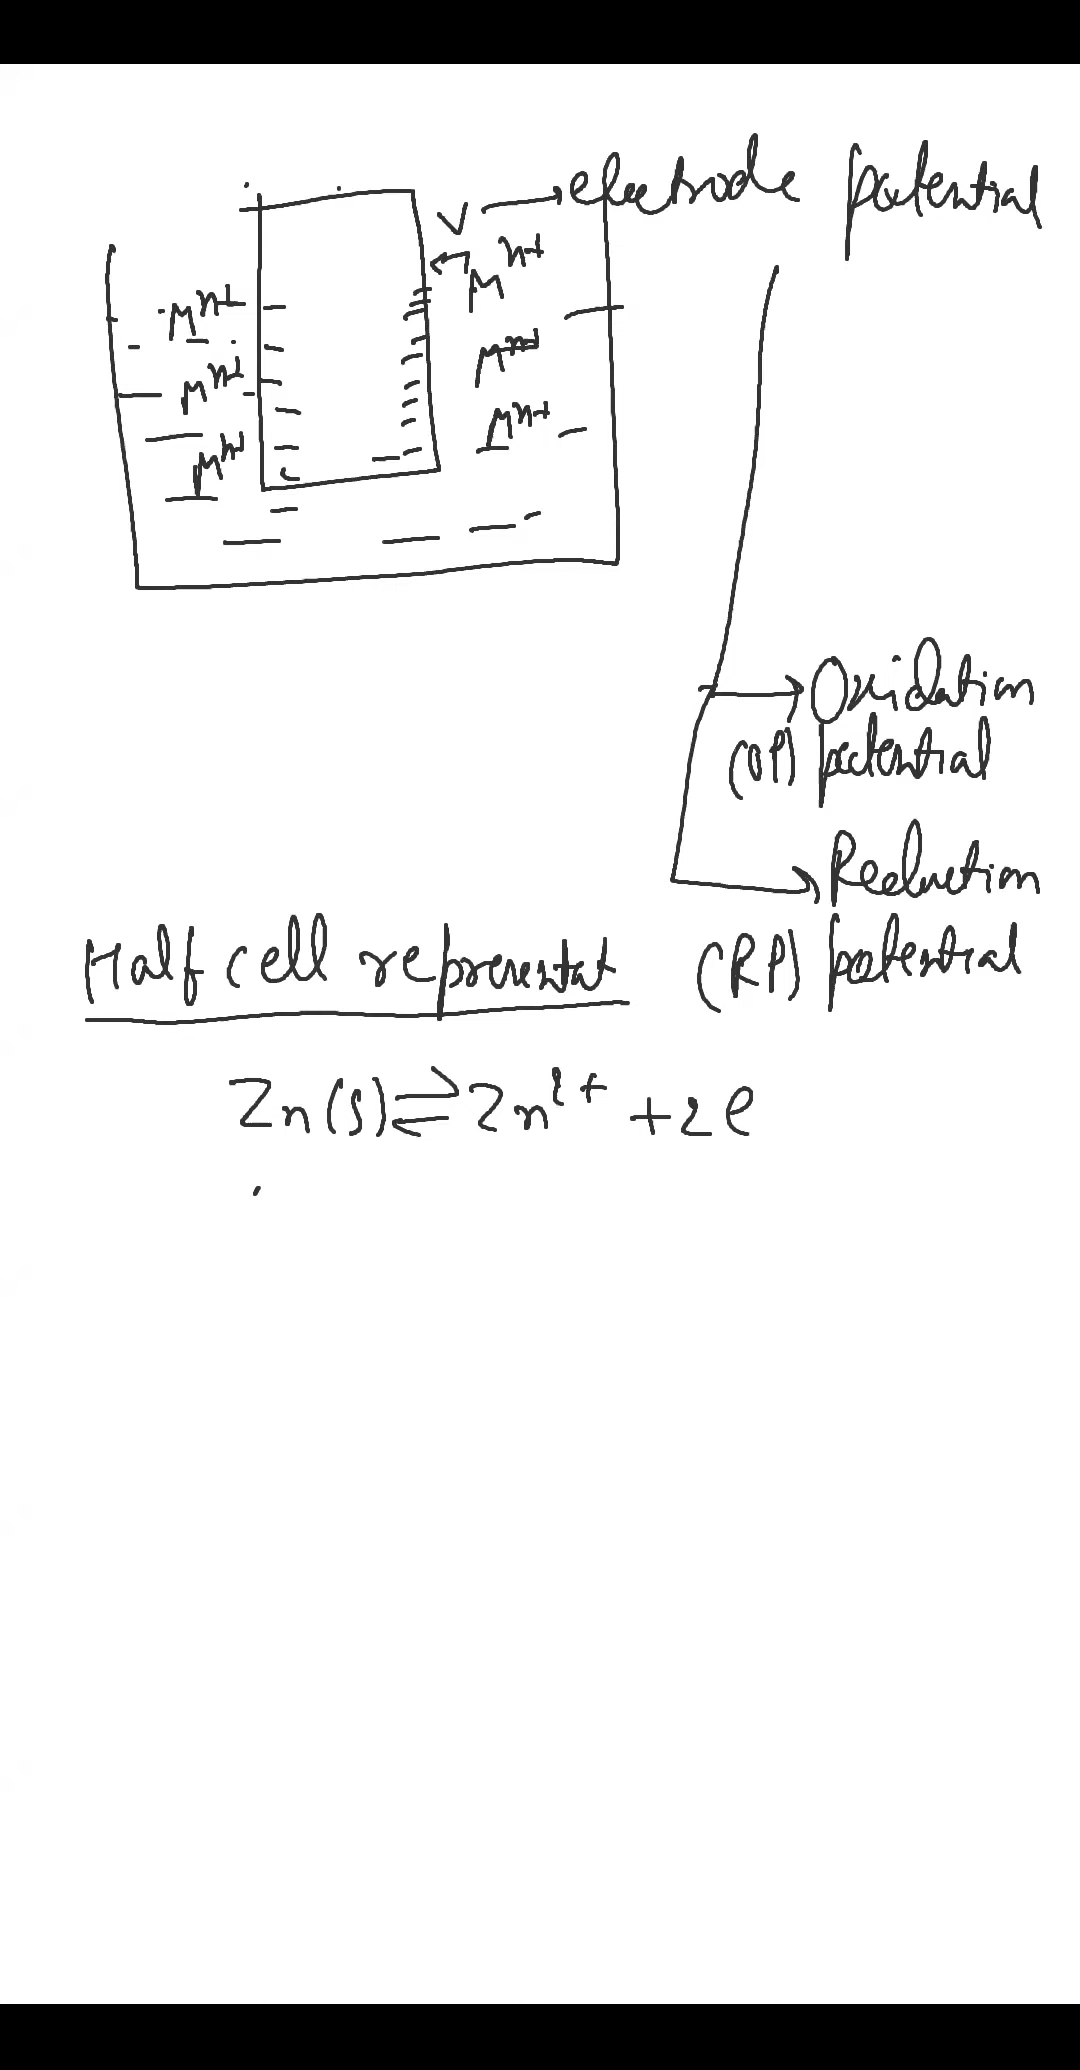 V → electrode potential
Mⁿ⁺ Mⁿ⁺
Mⁿ⁺ Mⁿ⁺
Mⁿ⁺ Mⁿ⁺
→ Oxidation
(OP) potential
→ Reduction
(RP) potential
Half cell representat
Zn(s) ⇌ Zn²⁺ + 2e